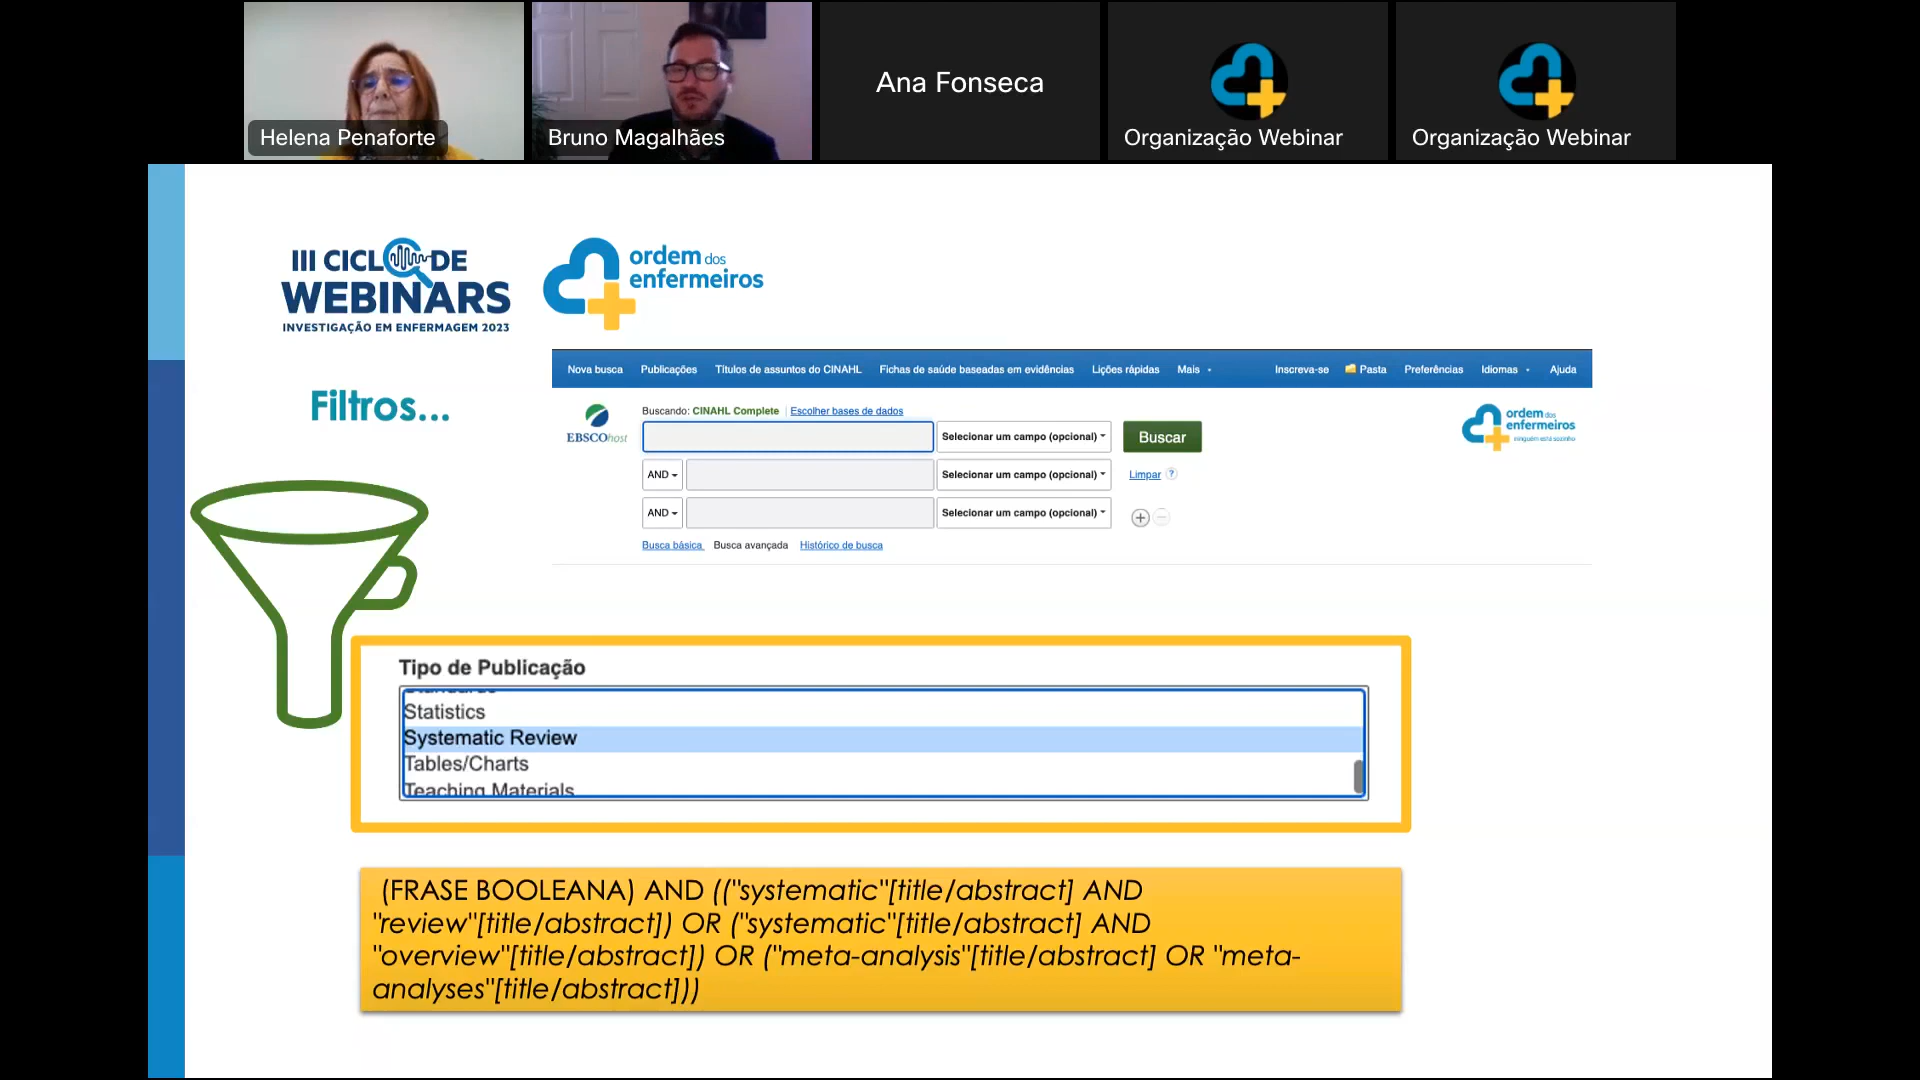 Helena Penaforte
Bruno Magalhães
Ana Fonseca
Organização Webinar
Organização Webinar
III CICLO DE
WEBINARS
INVESTIGAÇÃO EM ENFERMAGEM 2023
ordem dos
enfermeiros
Filtros...
Nova busca Publicações Títulos de assuntos do CINAHL Fichas de saúde baseadas em evidências Lições rápidas Mais Inscreva-se Pasta Preferências Idiomas Ajuda
Buscando: CINAHL Complete Escolher bases de dados
EBSCOhost
Selecionar um campo (opcional) Buscar
ordem dos
enfermeiros
ninguém está sozinho
AND Selecionar um campo (opcional) Limpar ?
AND Selecionar um campo (opcional)
Busca básica Busca avançada Histórico de busca
Tipo de Publicação
Standards
Statistics
Systematic Review
Tables/Charts
Teaching Materials
(FRASE BOOLEANA) AND (("systematic"[title/abstract] AND
"review"[title/abstract]) OR ("systematic"[title/abstract] AND
"overview"[title/abstract]) OR ("meta-analysis"[title/abstract] OR "meta-
analyses"[title/abstract]))